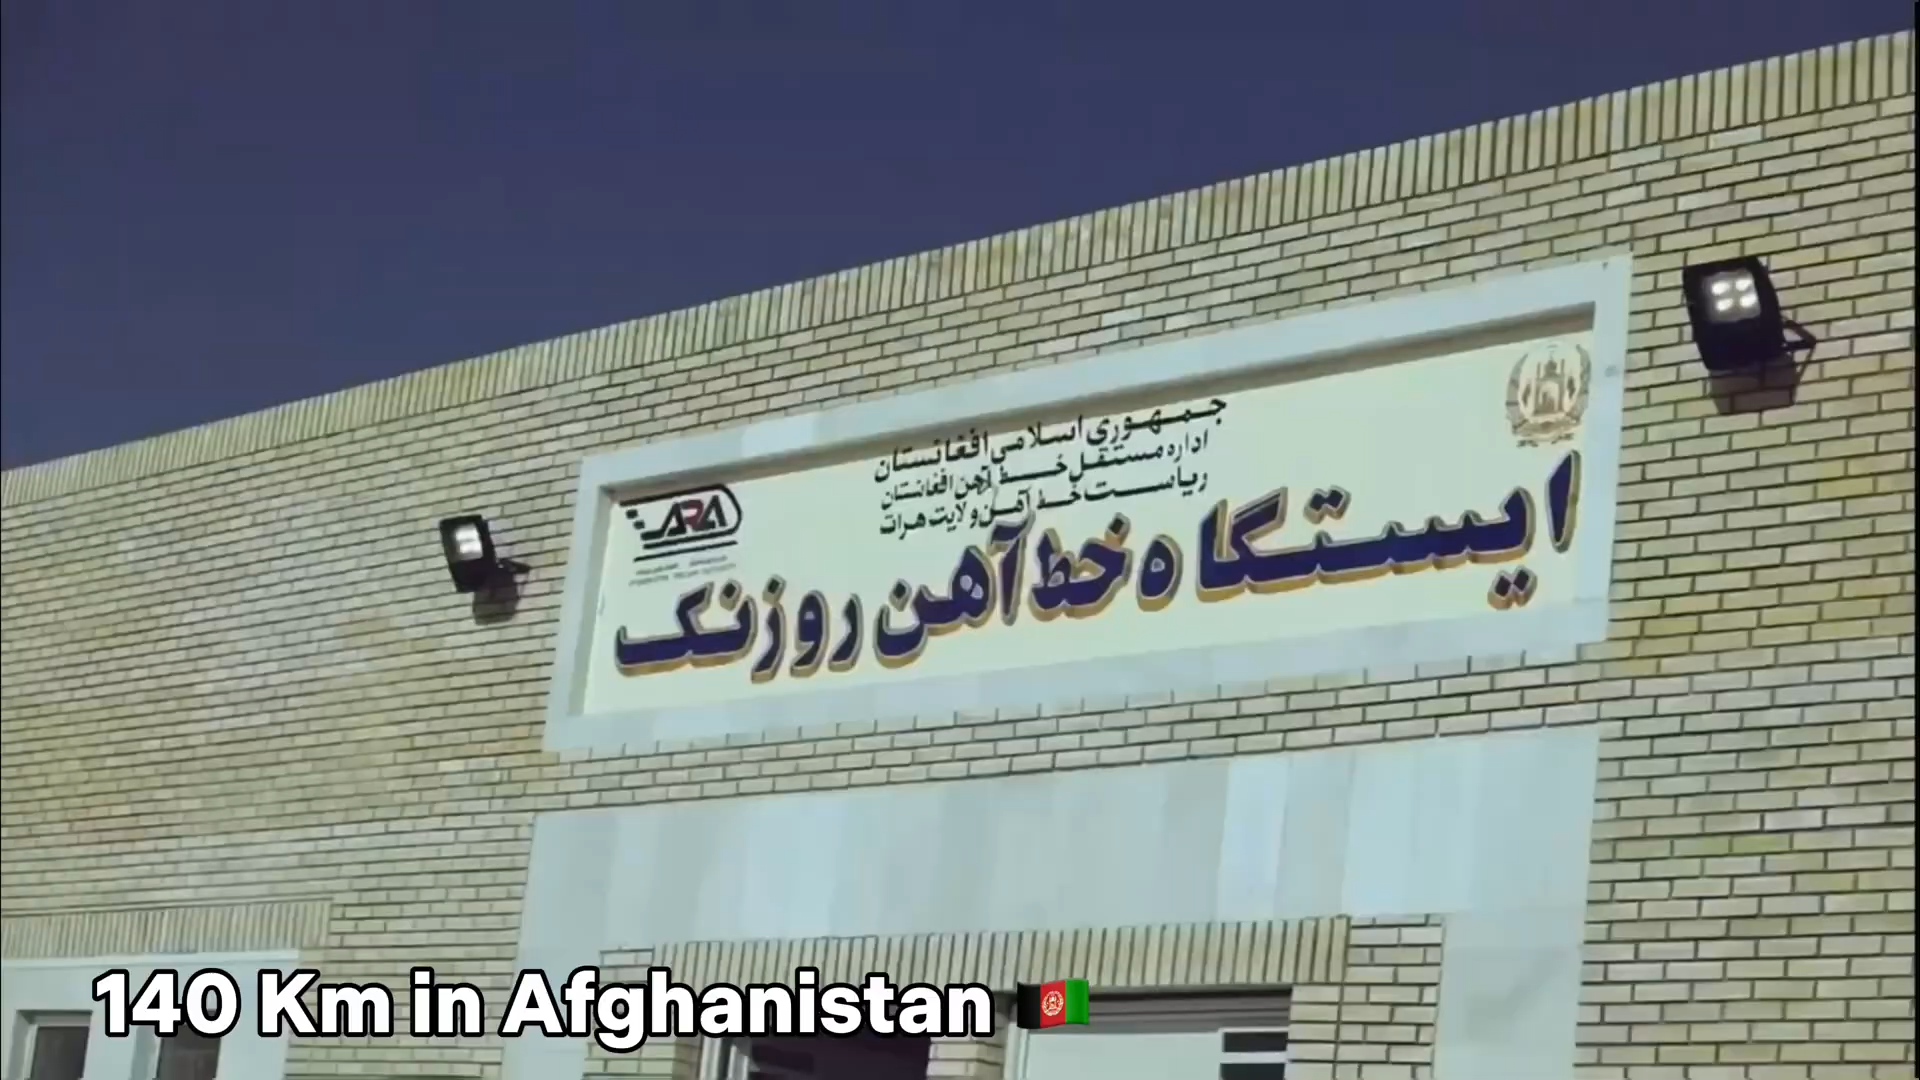 جمهوری اسلامی افغانستان
اداره مستقل خط آهن افغانستان
ریاست خط آهن ولایت هرات
ARA
ایستگاه خط آهن روزنک
140 Km in Afghanistan 🇦🇫